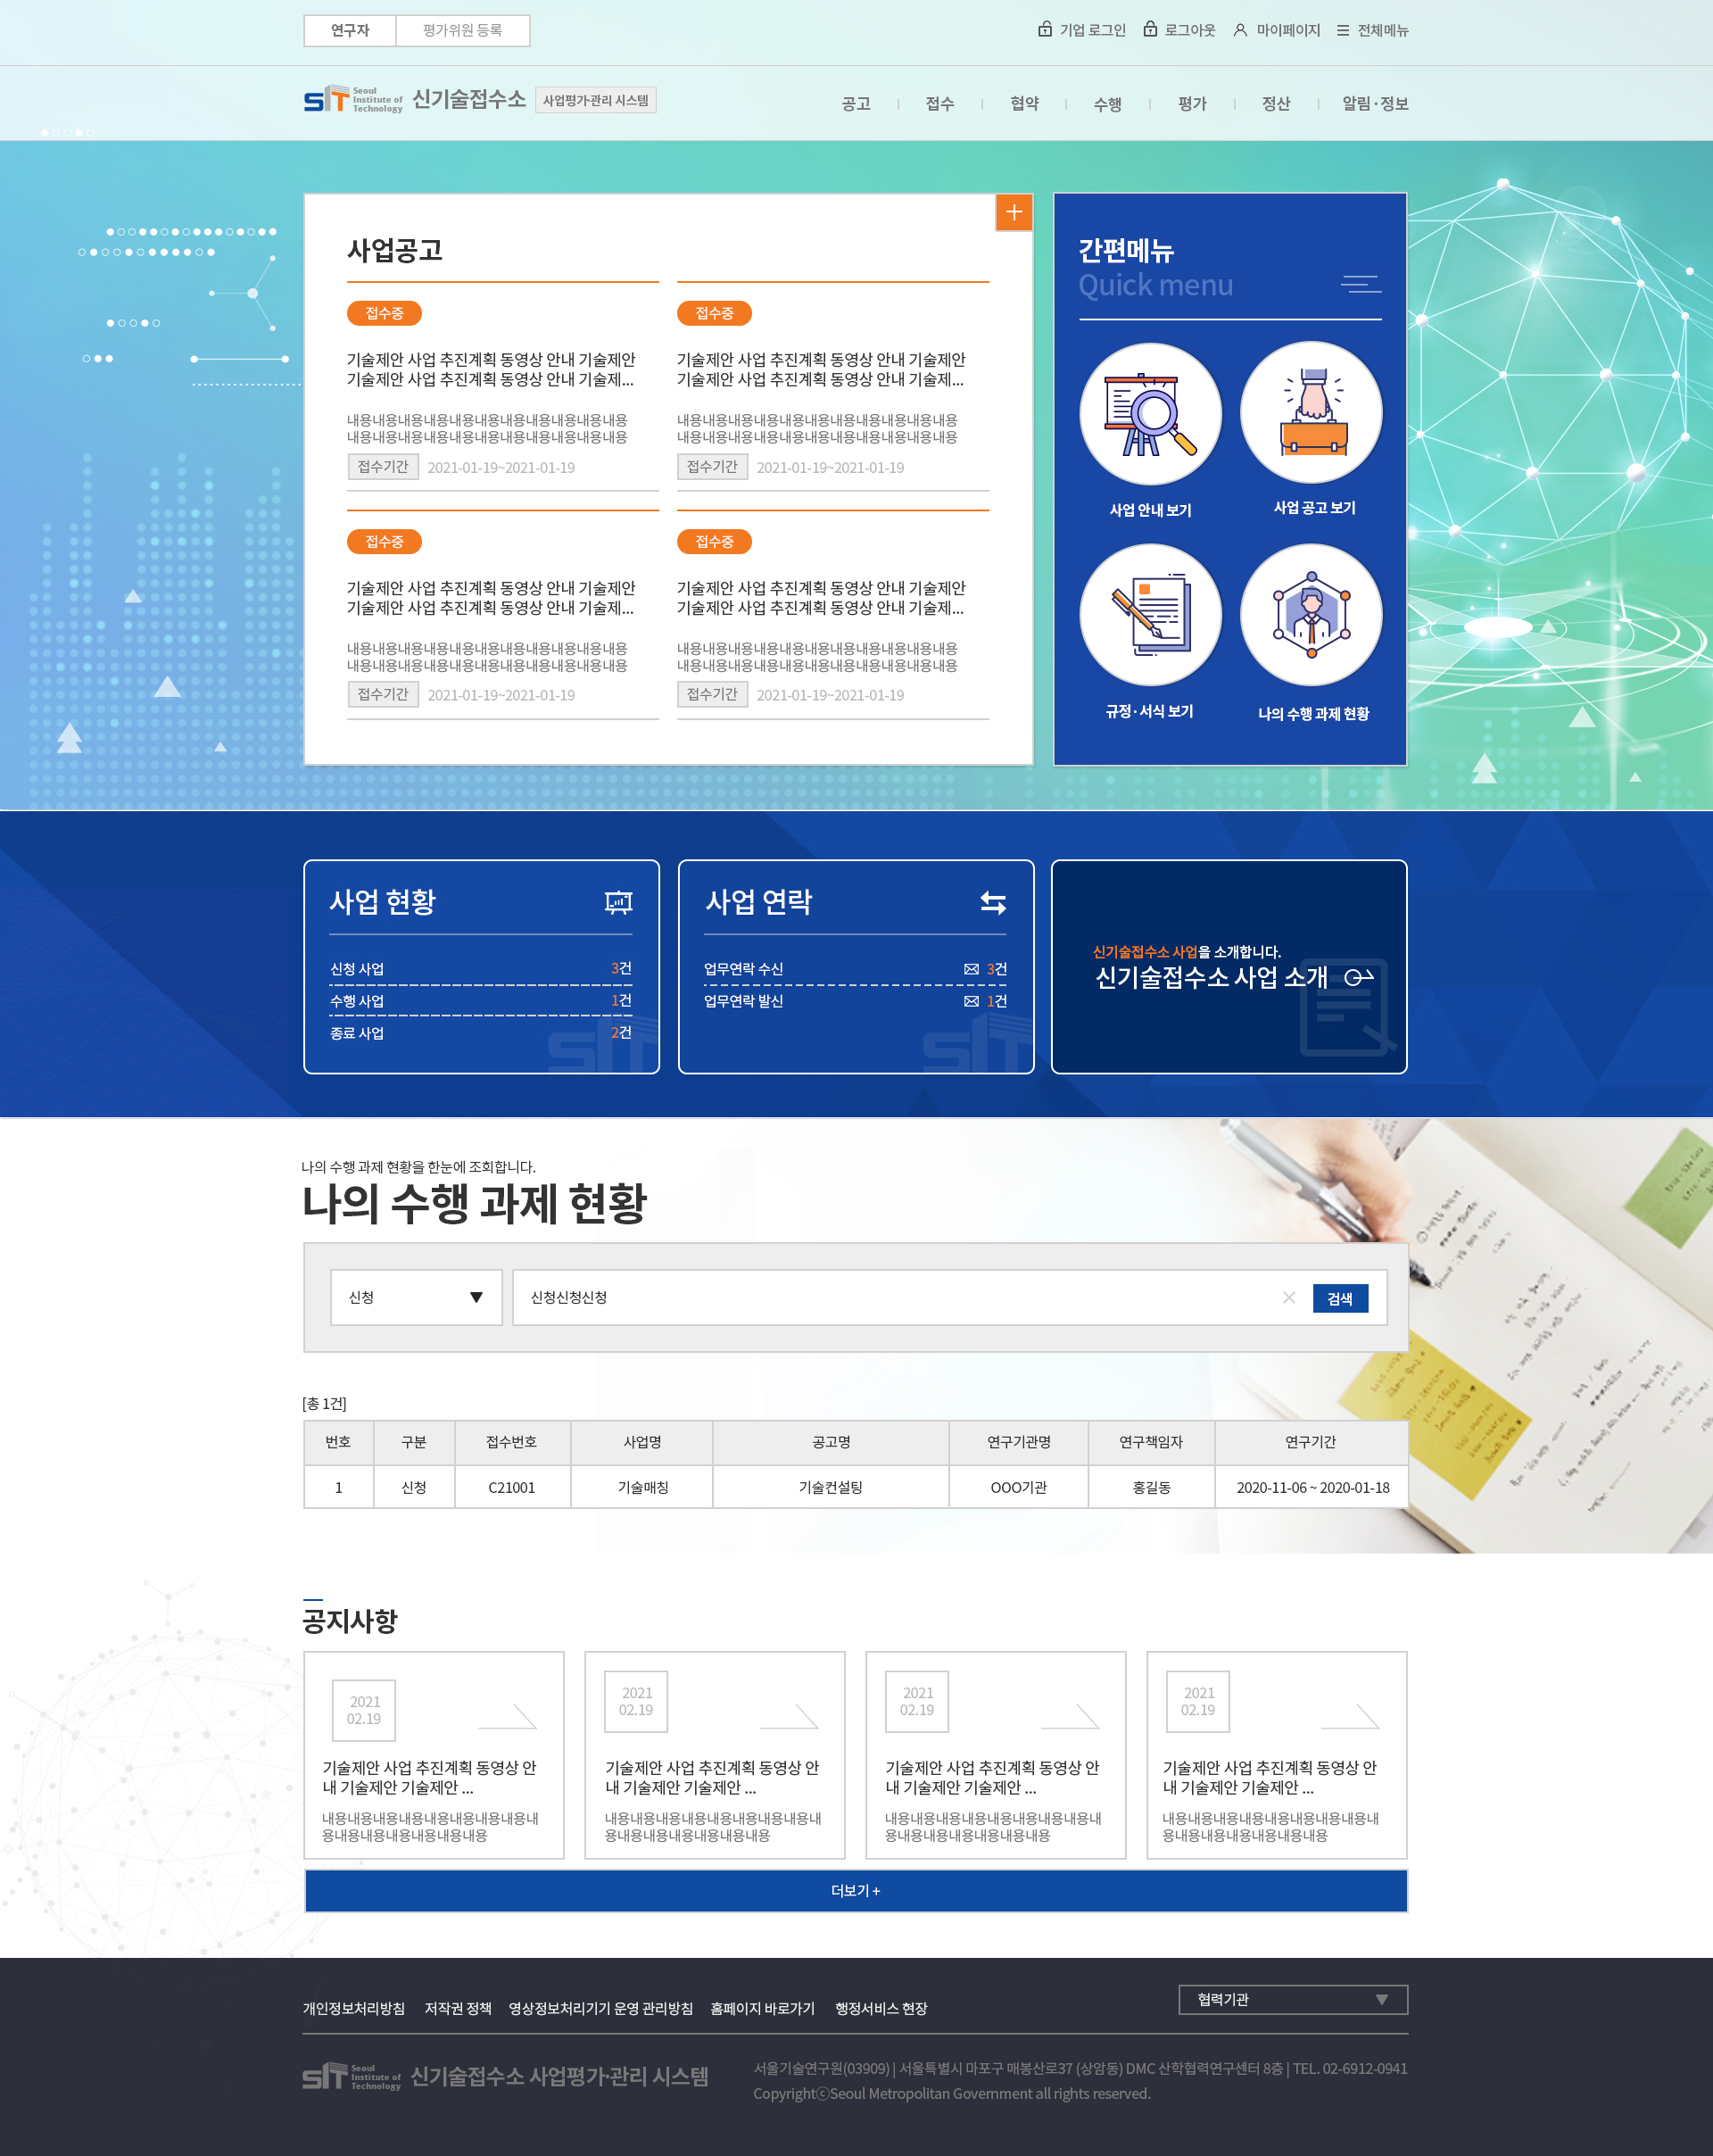 연구자
평가위원 등록
기업 로그인
로그아웃
마이페이지
전체메뉴
SIT Seoul
Institute of
Technology
신기술접수소
사업평가·관리 시스템
공고
접수
협약
수행
평가
정산
알림 · 정보
사업공고
접수중
기술제안 사업 추진계획 동영상 안내 기술제안
기술제안 사업 추진계획 동영상 안내 기술제...
내용내용내용내용내용내용내용내용내용내용내용
내용내용내용내용내용내용내용내용내용내용내용
접수기간
2021-01-19~2021-01-19
접수중
기술제안 사업 추진계획 동영상 안내 기술제안
기술제안 사업 추진계획 동영상 안내 기술제...
내용내용내용내용내용내용내용내용내용내용내용
내용내용내용내용내용내용내용내용내용내용내용
접수기간
2021-01-19~2021-01-19
접수중
기술제안 사업 추진계획 동영상 안내 기술제안
기술제안 사업 추진계획 동영상 안내 기술제...
내용내용내용내용내용내용내용내용내용내용내용
내용내용내용내용내용내용내용내용내용내용내용
접수기간
2021-01-19~2021-01-19
접수중
기술제안 사업 추진계획 동영상 안내 기술제안
기술제안 사업 추진계획 동영상 안내 기술제...
내용내용내용내용내용내용내용내용내용내용내용
내용내용내용내용내용내용내용내용내용내용내용
접수기간
2021-01-19~2021-01-19
간편메뉴
Quick menu
사업 안내 보기
사업 공고 보기
규정 · 서식 보기
나의 수행 과제 현황
사업 현황
신청 사업
3건
수행 사업
1건
종료 사업
2건
사업 연락
업무연락 수신
3건
업무연락 발신
1건
신기술접수소 사업을 소개합니다.
신기술접수소 사업 소개
나의 수행 과제 현황을 한눈에 조회합니다.
나의 수행 과제 현황
신청
신청신청신청
검색
[총 1건]
번호 구분 접수번호 사업명 공고명 연구기관명 연구책임자 연구기간
1 신청 C21001 기술매칭 기술컨설팅 OOO기관 홍길동 2020-11-06 ~ 2020-01-18
공지사항
2021
02.19
기술제안 사업 추진계획 동영상 안
내 기술제안 기술제안 ...
내용내용내용내용내용내용내용내용내
용내용내용내용내용내용내용
2021
02.19
기술제안 사업 추진계획 동영상 안
내 기술제안 기술제안 ...
내용내용내용내용내용내용내용내용내
용내용내용내용내용내용내용
2021
02.19
기술제안 사업 추진계획 동영상 안
내 기술제안 기술제안 ...
내용내용내용내용내용내용내용내용내
용내용내용내용내용내용내용
2021
02.19
기술제안 사업 추진계획 동영상 안
내 기술제안 기술제안 ...
내용내용내용내용내용내용내용내용내
용내용내용내용내용내용내용
더보기 +
개인정보처리방침
저작권 정책
영상정보처리기기 운영 관리방침
홈페이지 바로가기
행정서비스 현장
협력기관
SIT Seoul
Institute of
Technology
신기술접수소 사업평가·관리 시스템
서울기술연구원(03909) | 서울특별시 마포구 매봉산로37 (상암동) DMC 산학협력연구센터 8층 | TEL. 02-6912-0941
CopyrightⓒSeoul Metropolitan Government all rights reserved.